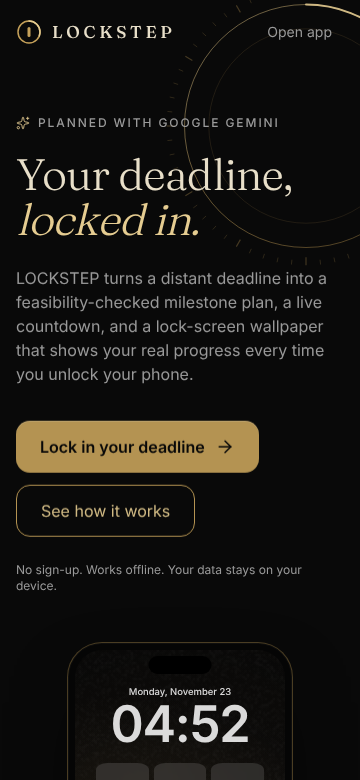 LOCKSTEP
Open app
PLANNED WITH GOOGLE GEMINI
Your deadline,
locked in.
LOCKSTEP turns a distant deadline into a
feasibility-checked milestone plan, a live
countdown, and a lock-screen wallpaper
that shows your real progress every time
you unlock your phone.
Lock in your deadline →
See how it works
No sign-up. Works offline. Your data stays on your
device.
Monday, November 23
04:52